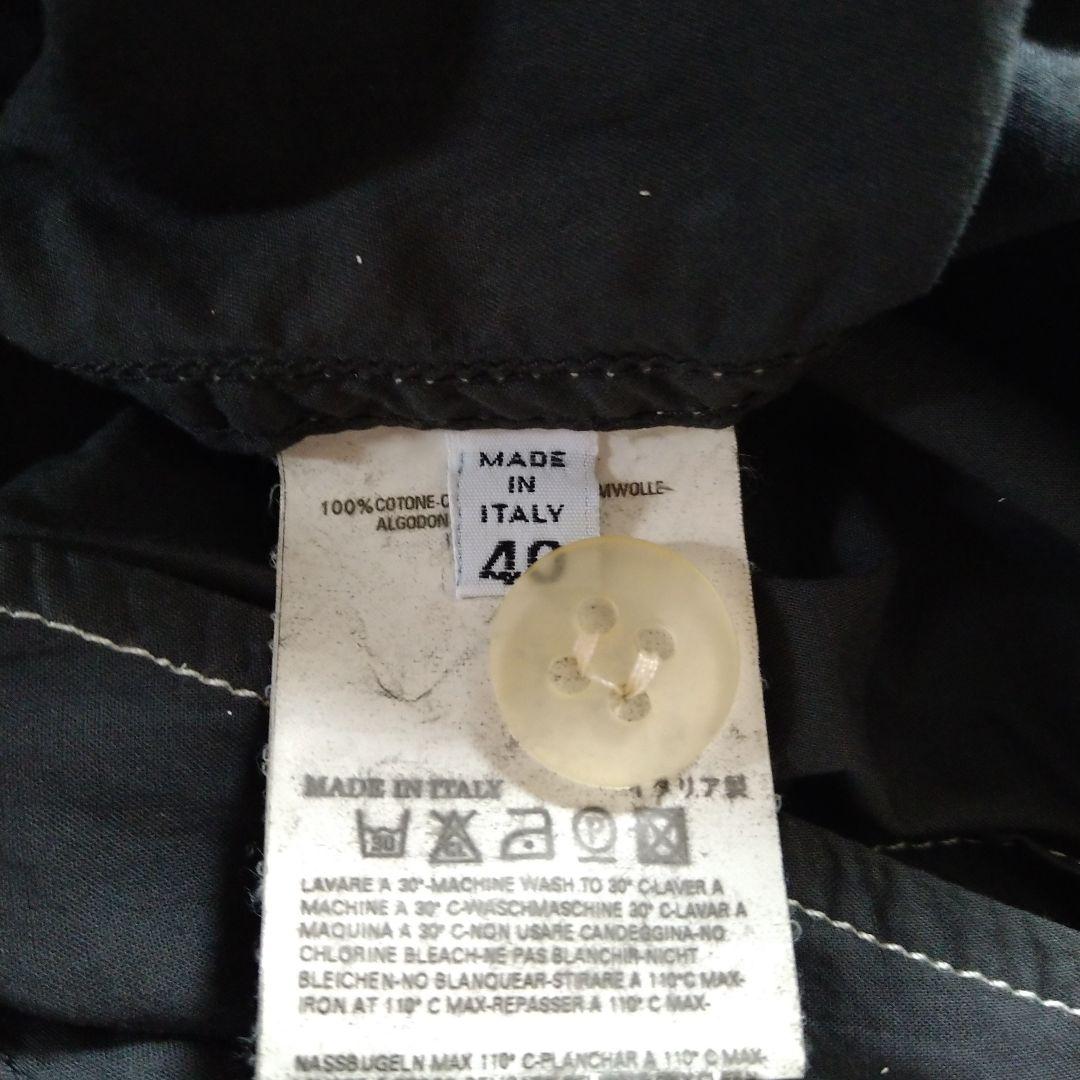 MADE
IN
ITALY
100% COTONE-C
MWOLLE-
ALGODON
MADE IN ITALY
イタリア製
30
CL
P
LAVARE A 30°-MACHINE WASH TO 30° C-LAVER A
MACHINE A 30° C-WASCHMASCHINE 30° C-LAVAR A
MAQUINA A 30° C-NON USARE CANDEGGINA-NO
CHLORINE BLEACH-NE PAS BLANCHIR-NICHT
BLEICHEN-NO BLANQUEAR-STIRARE A 110°C MAX-
IRON AT 110° C MAX-REPASSER A 110° C MAX-
NASSBUGELN MAX 110° C-PLANCHAR A 110° C MAX-